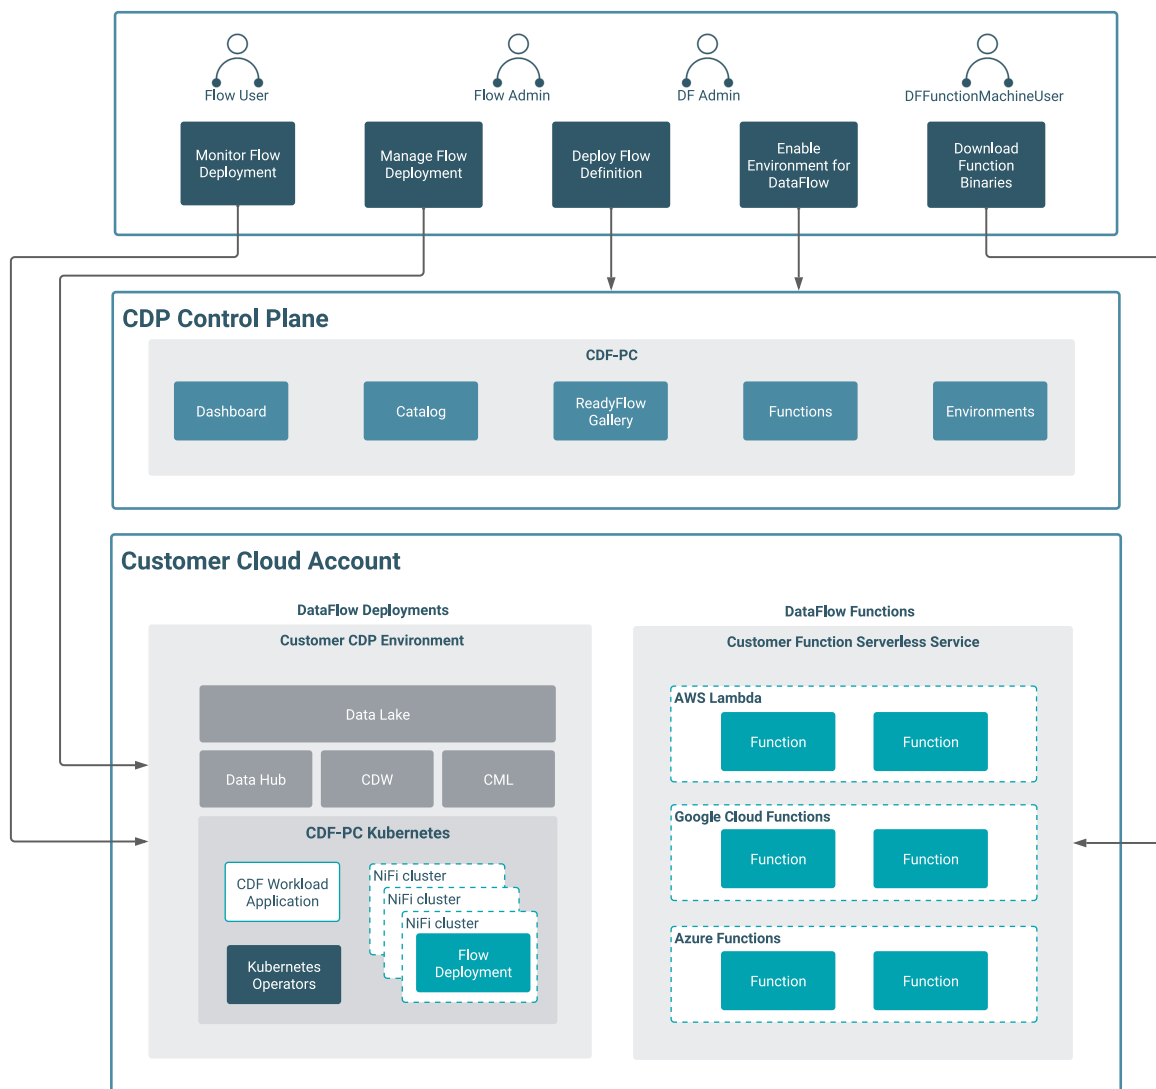 Flow User
Flow Admin
DF Admin
DFFunctionMachineUser
Monitor Flow
Deployment
Manage Flow
Deployment
Deploy Flow
Definition
Enable
Environment for
DataFlow
Download
Function
Binaries
CDP Control Plane
CDF-PC
Dashboard
Catalog
ReadyFlow
Gallery
Functions
Environments
Customer Cloud Account
DataFlow Deployments
Customer CDP Environment
Data Lake
Data Hub
CDW
CML
CDF-PC Kubernetes
CDF Workload
Application
Kubernetes
Operators
NiFi cluster
NiFi cluster
NiFi cluster
Flow
Deployment
DataFlow Functions
Customer Function Serverless Service
AWS Lambda
Function
Function
Google Cloud Functions
Function
Function
Azure Functions
Function
Function